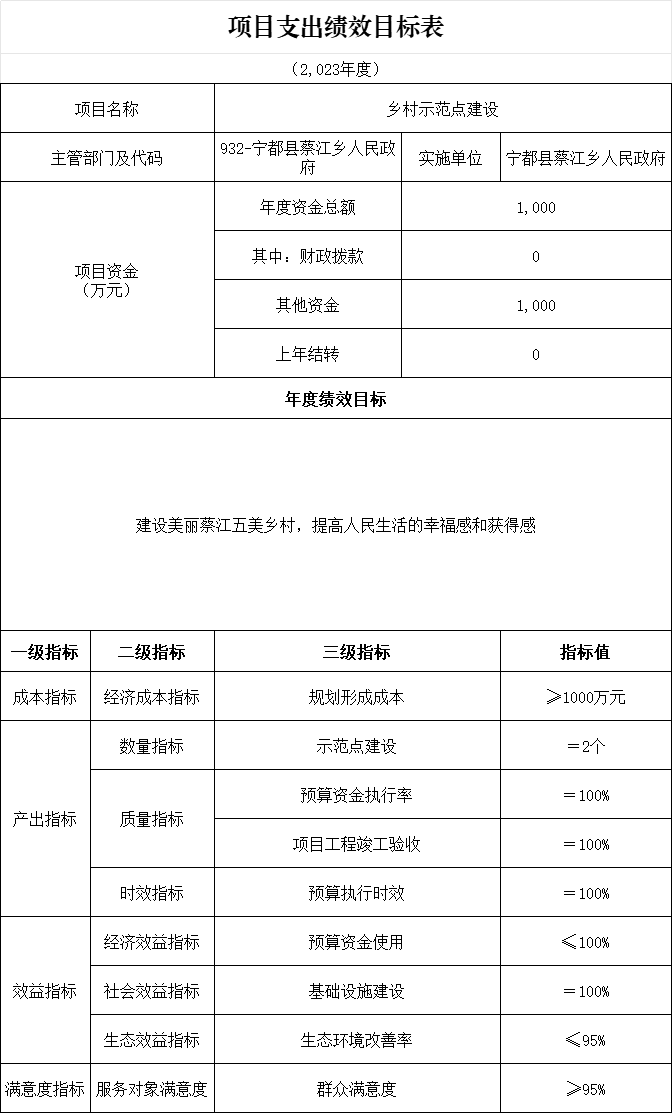 项目支出绩效目标表
（2,023年度）
项目名称 乡村示范点建设
主管部门及代码 932-宁都县蔡江乡人民政府 实施单位 宁都县蔡江乡人民政府
项目资金
（万元）
年度资金总额 1,000
其中：财政拨款 0
其他资金 1,000
上年结转 0
年度绩效目标
建设美丽蔡江五美乡村，提高人民生活的幸福感和获得感
一级指标 二级指标 三级指标 指标值
成本指标 经济成本指标 规划形成成本 ≥1000万元
产出指标 数量指标 示范点建设 ＝2个
质量指标 预算资金执行率 ＝100%
项目工程竣工验收 ＝100%
时效指标 预算执行时效 ＝100%
效益指标 经济效益指标 预算资金使用 ≤100%
社会效益指标 基础设施建设 ＝100%
生态效益指标 生态环境改善率 ≤95%
满意度指标 服务对象满意度 群众满意度 ≥95%